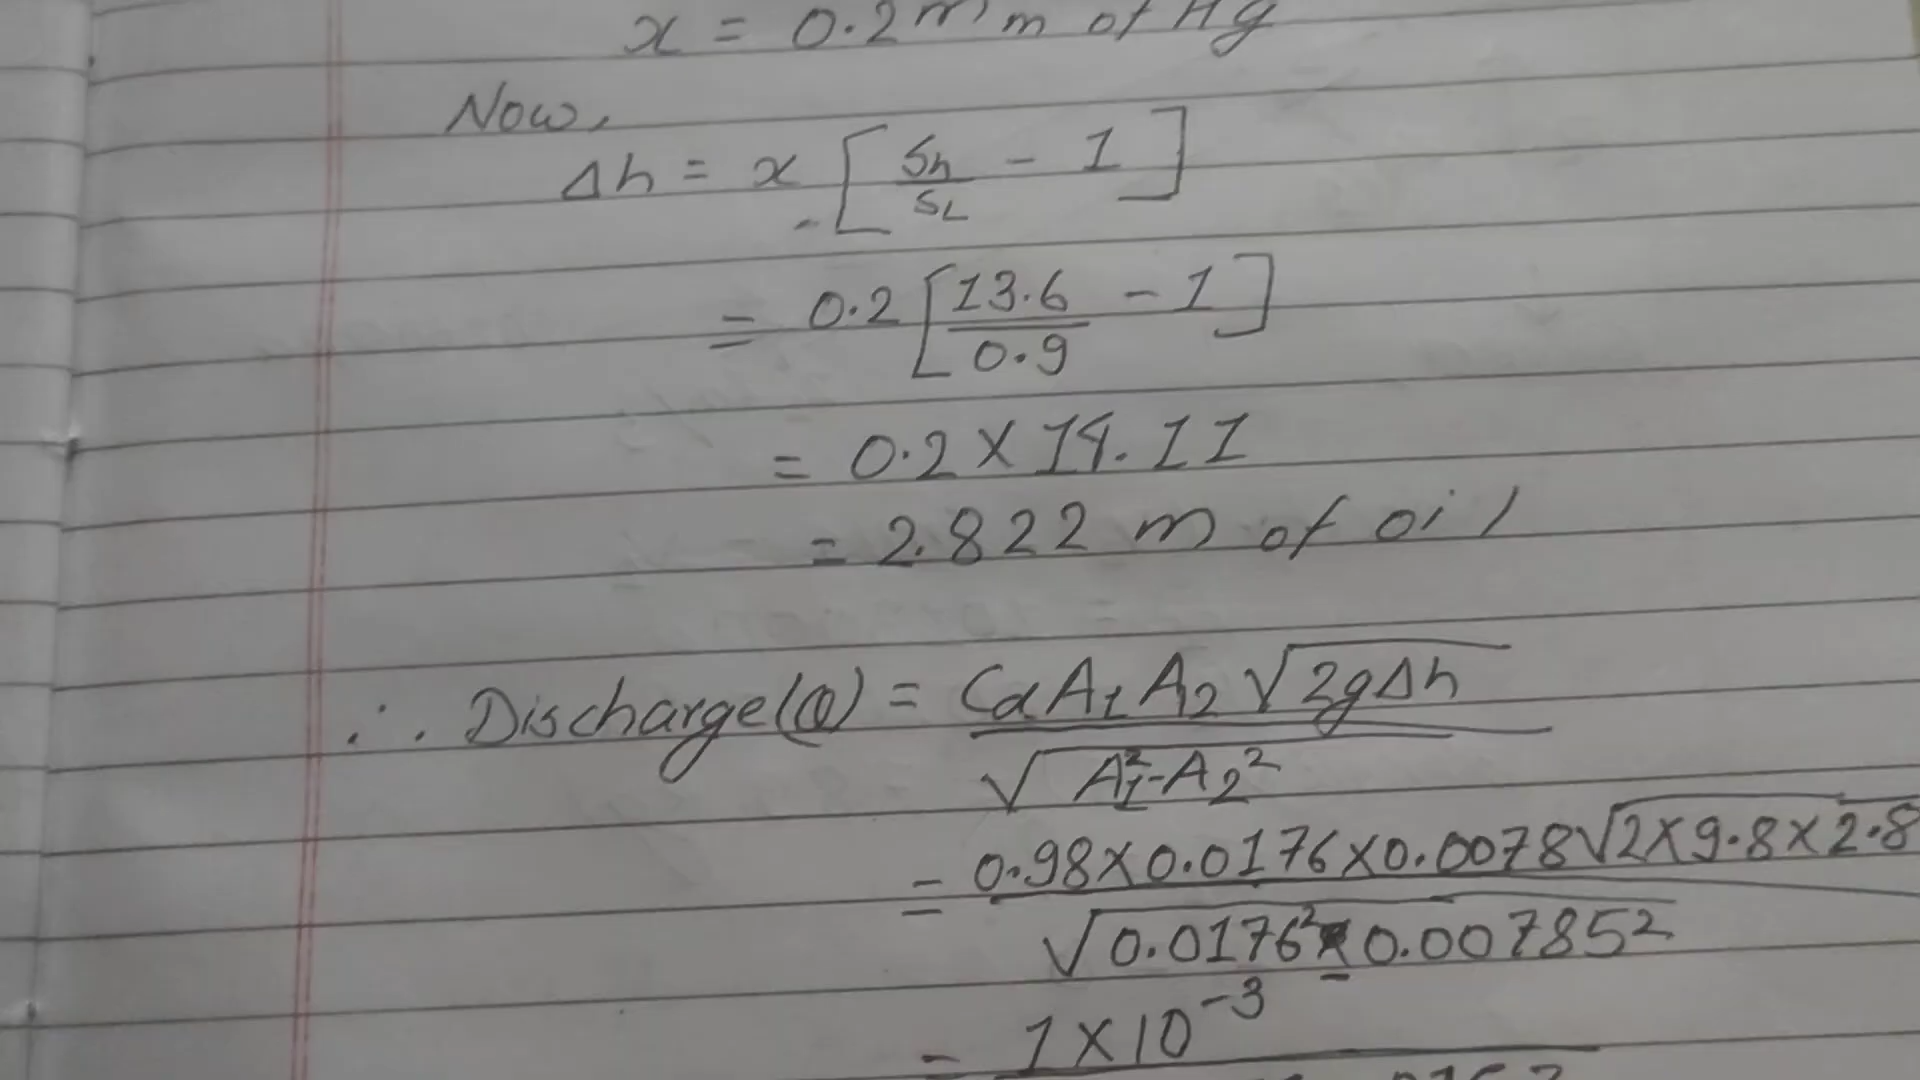 x = 0.2 mm of Hg
Now,
Δh = x [Sh/SL - 1]
= 0.2 [13.6/0.9 - 1]
= 0.2 × 14.11
= 2.822 m of oil
∴ Discharge(Q) = CdA1A2√2gΔh / √A1²-A2²
= 0.98×0.0176×0.0078√2×9.8×2.8 / √0.0176²-0.00785²
= 1×10⁻³